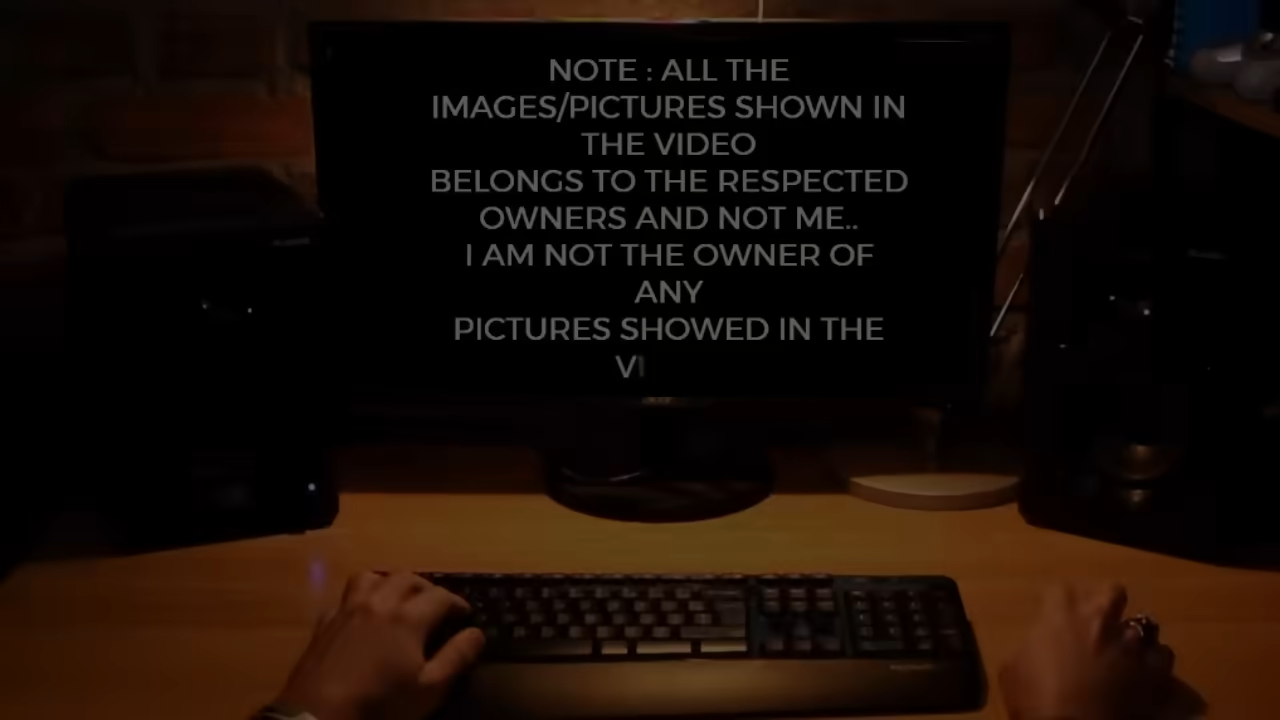 NOTE : ALL THE
IMAGES/PICTURES SHOWN IN
THE VIDEO
BELONGS TO THE RESPECTED
OWNERS AND NOT ME..
I AM NOT THE OWNER OF
ANY
PICTURES SHOWED IN THE
VI